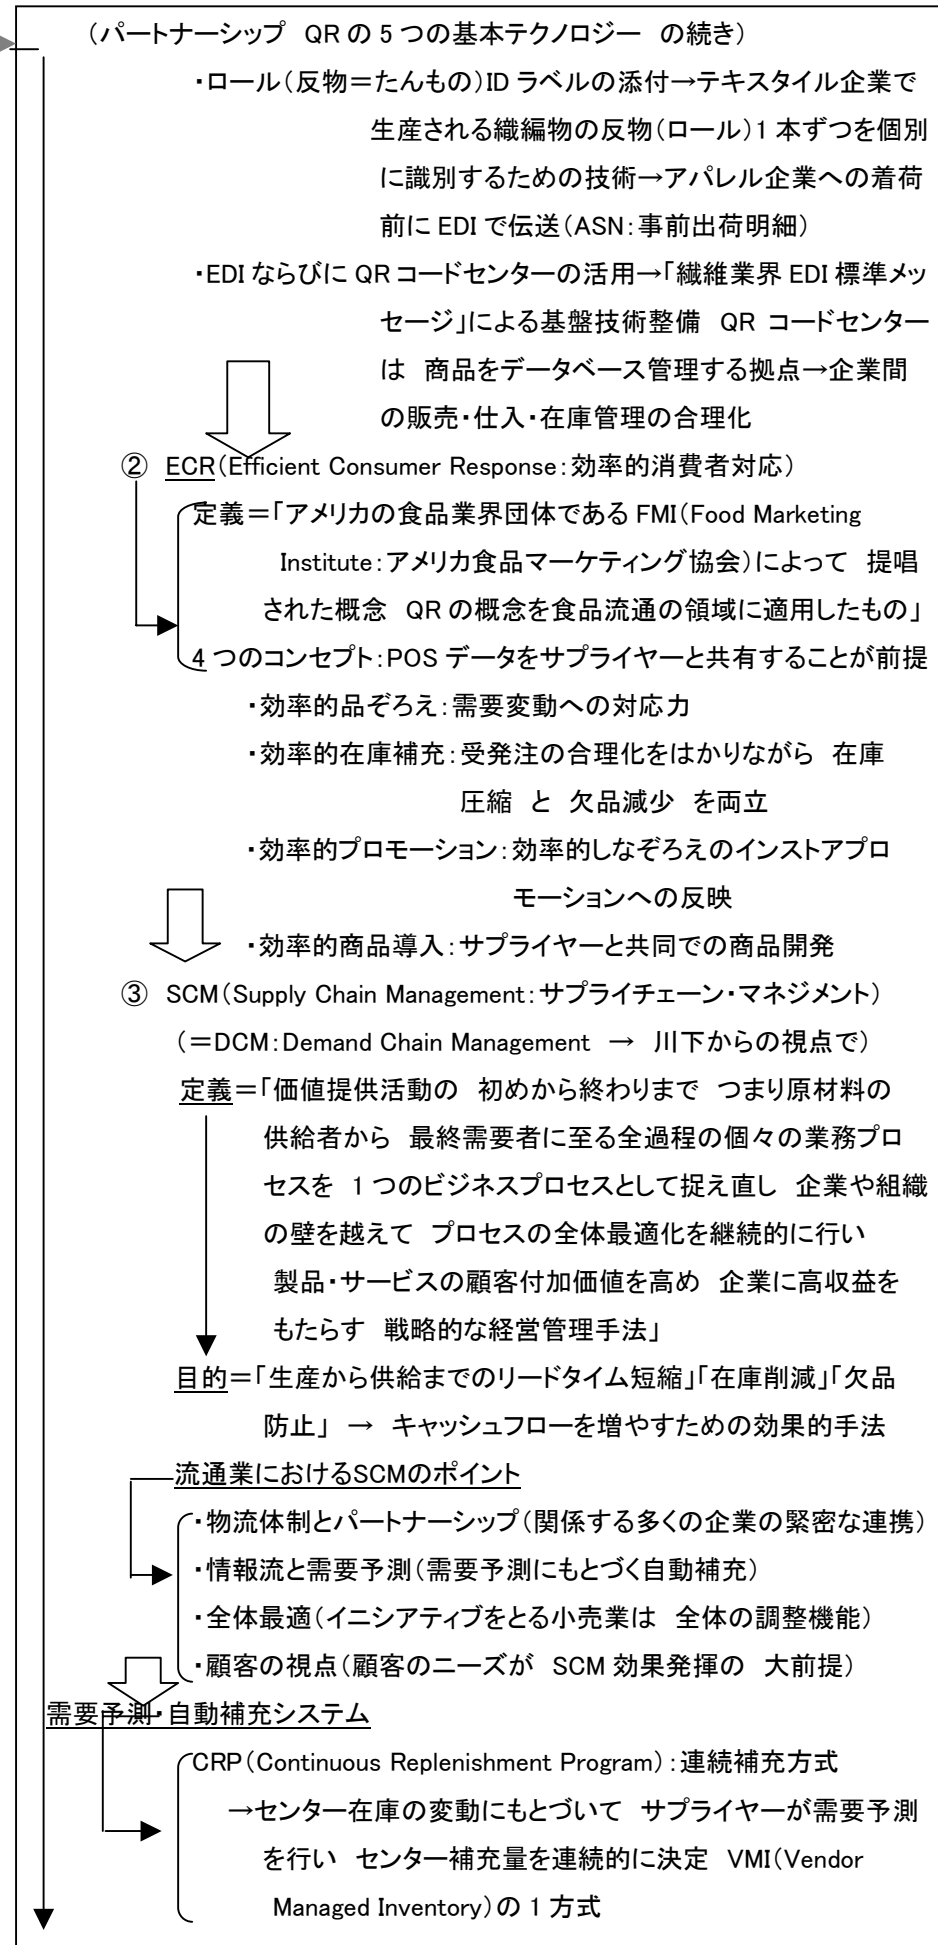 (パートナーシップ QRの5つの基本テクノロジー の続き)
・ロール(反物=たんもの)IDラベルの添付→テキスタイル企業で
生産される織編物の反物(ロール)1本ずつを個別
に識別するための技術→アパレル企業への着荷
前にEDIで伝送(ASN:事前出荷明細)
・EDIならびにQRコードセンターの活用→「繊維業界EDI標準メッ
セージ」による基盤技術整備 QRコードセンター
は 商品をデータベース管理する拠点→企業間
の販売・仕入・在庫管理の合理化
② ECR(Efficient Consumer Response:効率的消費者対応)
定義=「アメリカの食品業界団体であるFMI(Food Marketing
Institute:アメリカ食品マーケティング協会)によって 提唱
された概念 QRの概念を食品流通の領域に適用したもの」
4つのコンセプト:POSデータをサプライヤーと共有することが前提
・効率的品ぞろえ:需要変動への対応力
・効率的在庫補充:受発注の合理化をはかりながら 在庫
圧縮 と 欠品減少 を両立
・効率的プロモーション:効率的しなぞろえのインストアプロ
モーションへの反映
・効率的商品導入:サプライヤーと共同での商品開発
③ SCM(Supply Chain Management:サプライチェーン・マネジメント)
(=DCM:Demand Chain Management → 川下からの視点で)
定義=「価値提供活動の 初めから終わりまで つまり原材料の
供給者から 最終需要者に至る全過程の個々の業務プロ
セスを 1つのビジネスプロセスとして捉え直し 企業や組織
の壁を越えて プロセスの全体最適化を継続的に行い
製品・サービスの顧客付加価値を高め 企業に高収益を
もたらす 戦略的な経営管理手法」
目的=「生産から供給までのリードタイム短縮」「在庫削減」「欠品
防止」 → キャッシュフローを増やすための効果的手法
流通業におけるSCMのポイント
・物流体制とパートナーシップ(関係する多くの企業の緊密な連携)
・情報流と需要予測(需要予測にもとづく自動補充)
・全体最適(イニシアティブをとる小売業は 全体の調整機能)
・顧客の視点(顧客のニーズが SCM効果発揮の 大前提)
需要予測・自動補充システム
CRP(Continuous Replenishment Program):連続補充方式
→センター在庫の変動にもとづいて サプライヤーが需要予測
を行い センター補充量を連続的に決定 VMI(Vendor
Managed Inventory)の1方式